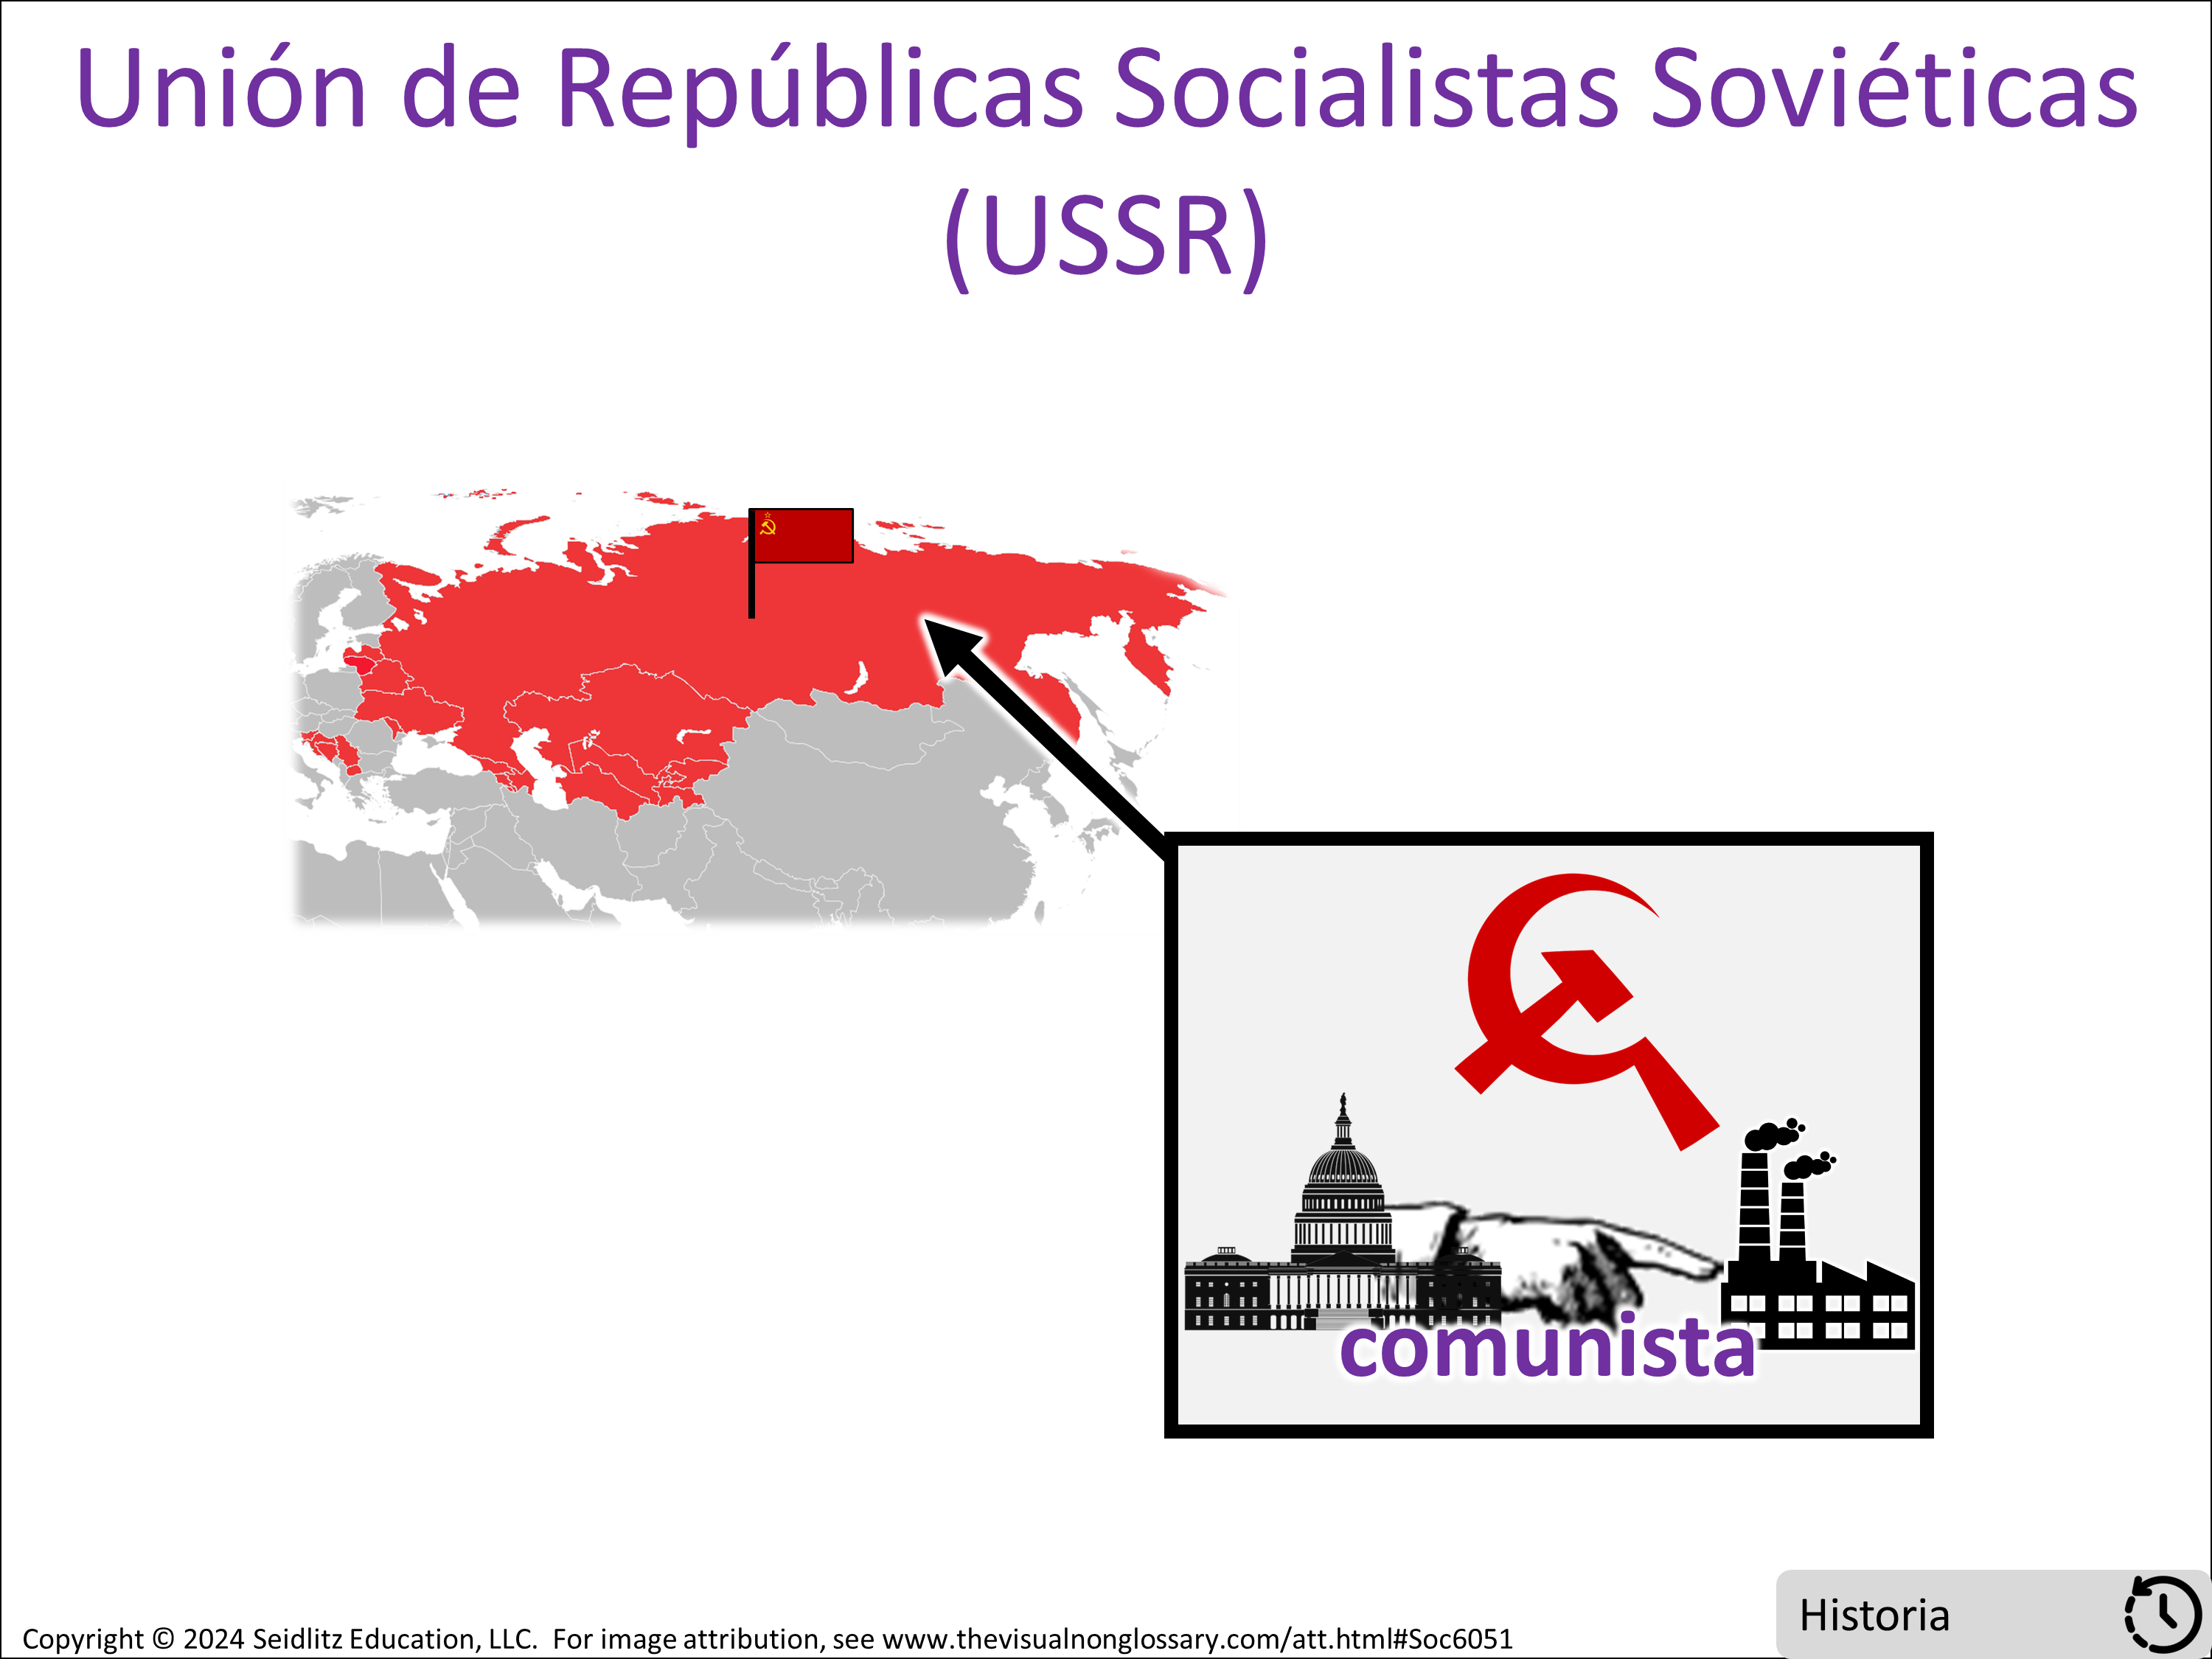 Unión de Repúblicas Socialistas Soviéticas
(USSR)
comunista
Historia
Copyright © 2024 Seidlitz Education, LLC.  For image attribution, see www.thevisualnonglossary.com/att.html#Soc6051